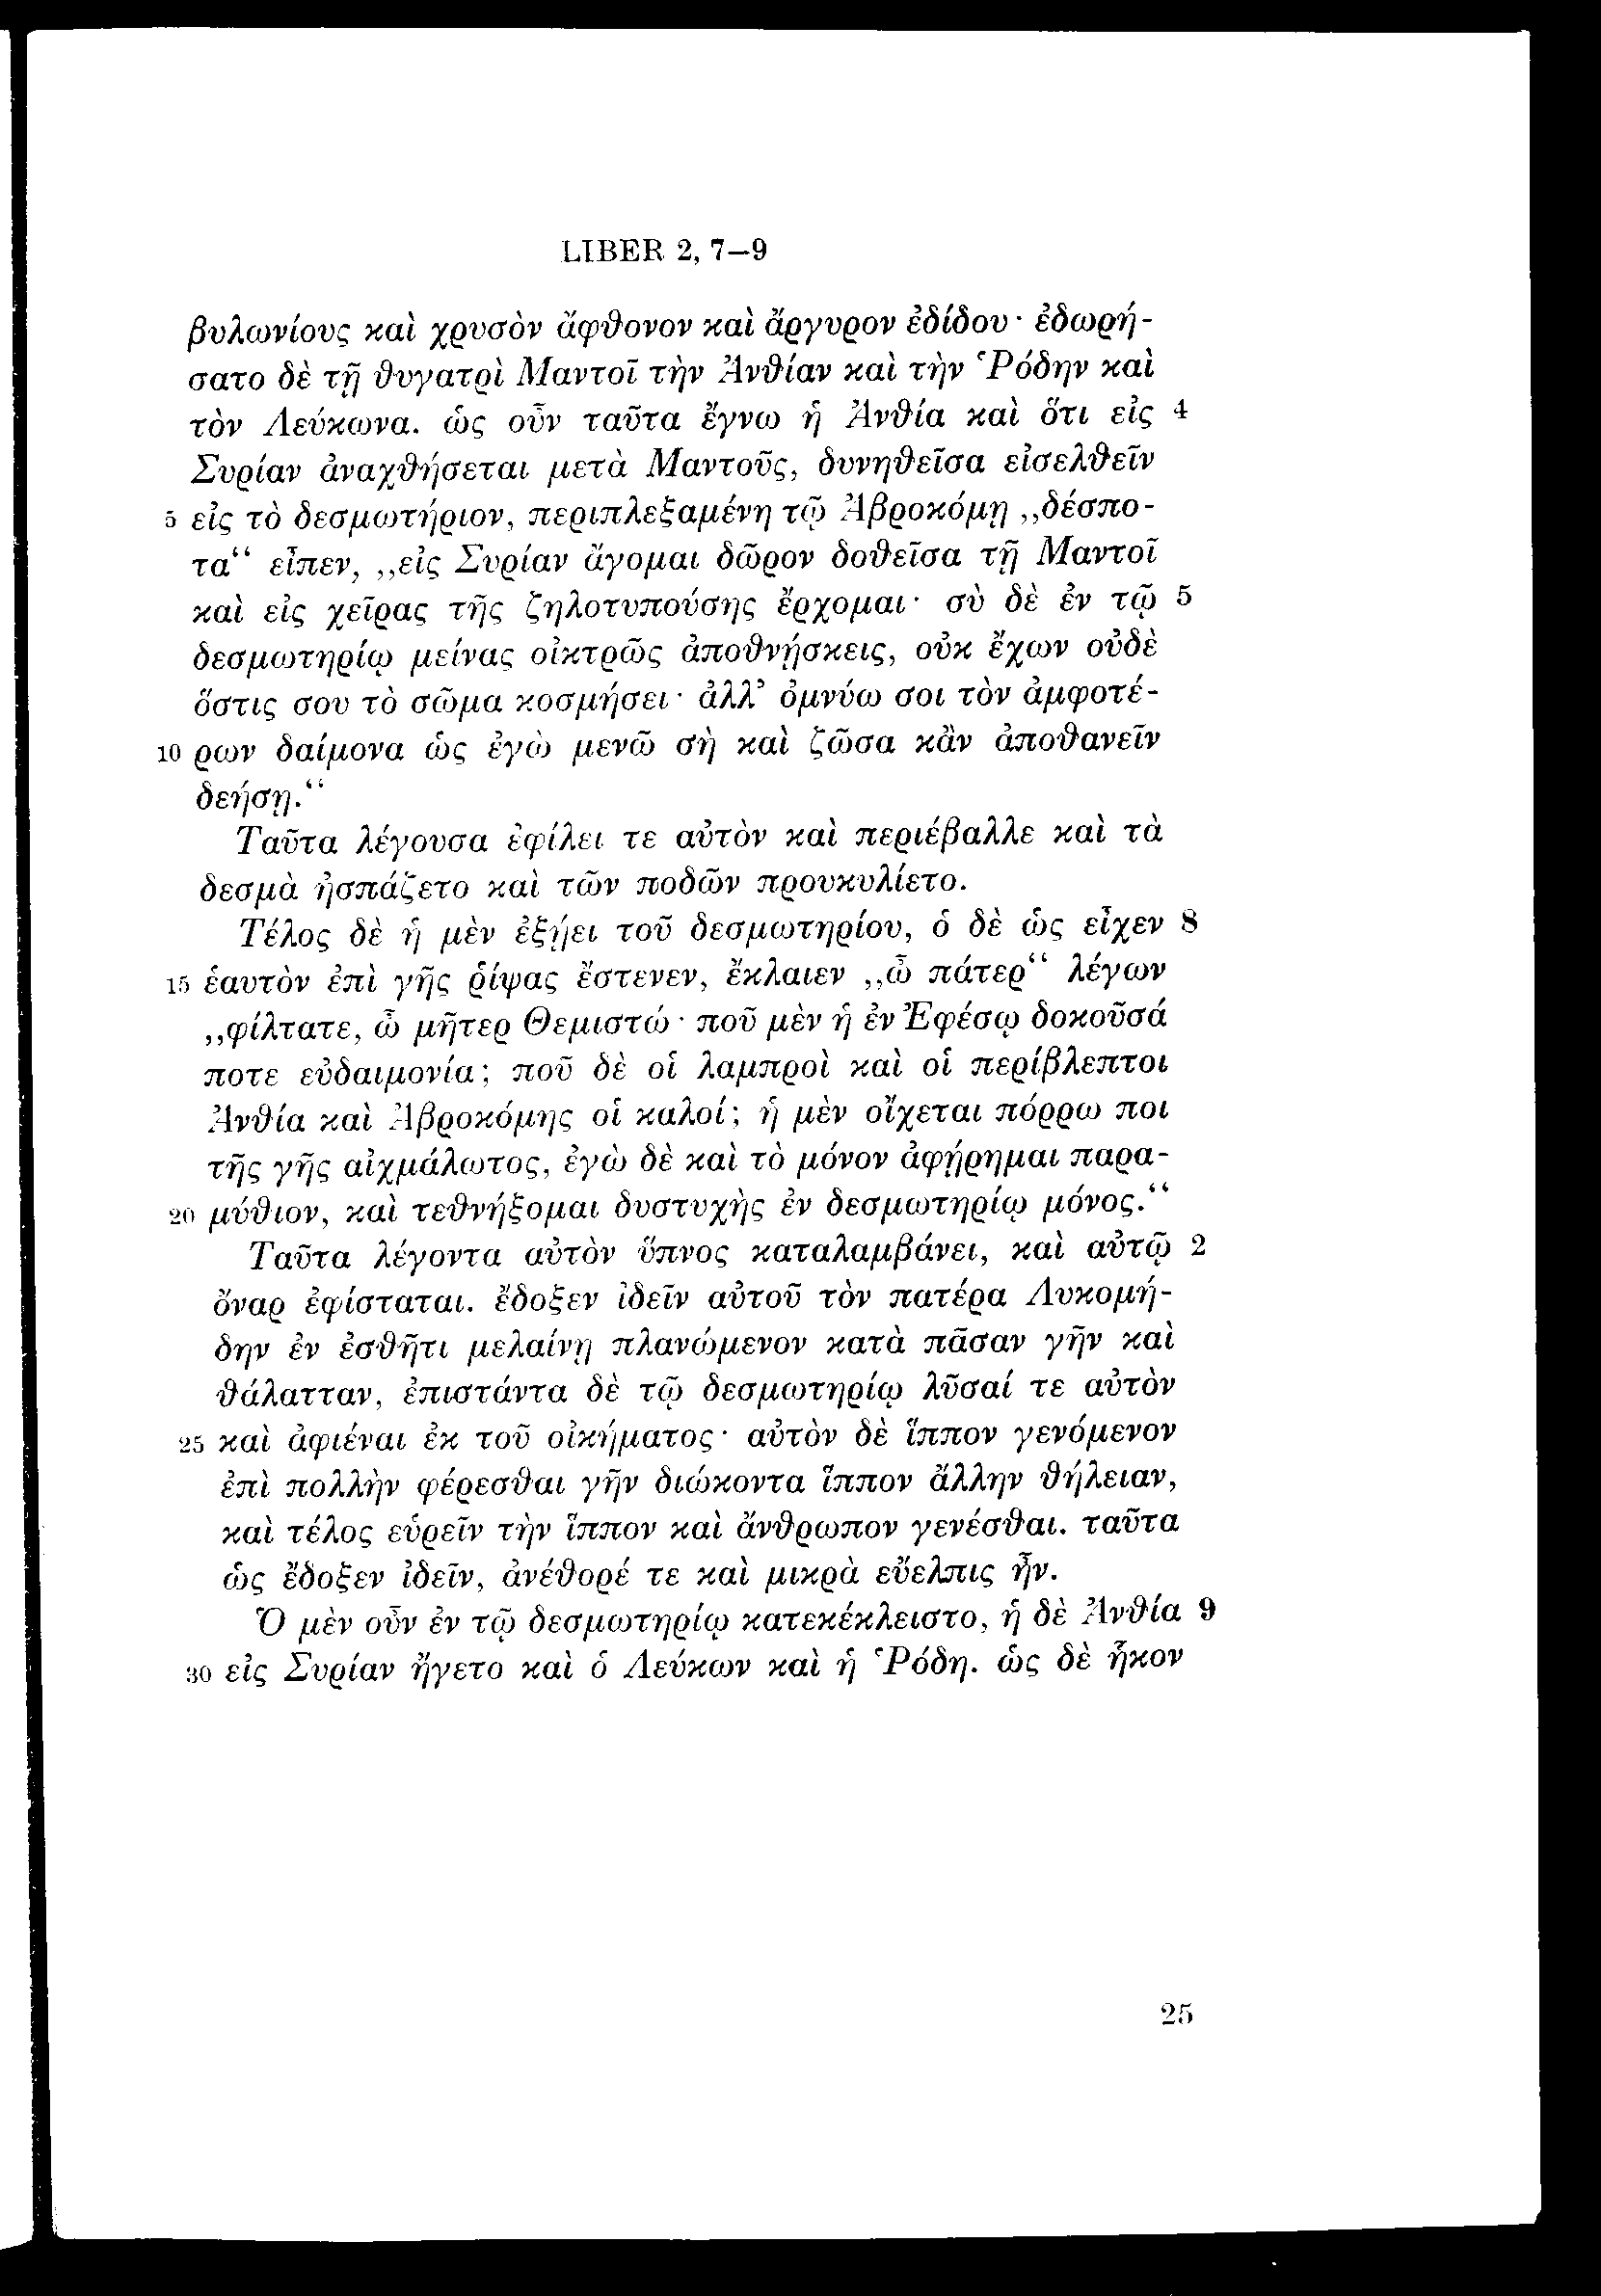 LIBER 2, 7–9
βυλωνίους καὶ χρυσὸν ἄφθονον καὶ ἄργυρον ἐδίδου· ἐδωρή-
σατο δὲ τῇ θυγατρὶ Μαντοῖ τὴν Ἀνθίαν καὶ τὴν Ῥόδην καὶ
τὸν Λεύκωνα. ὡς οὖν ταῦτα ἔγνω ἡ Ἀνθία καὶ ὅτι εἰς 4
Συρίαν ἀναχθήσεται μετὰ Μαντοῦς, δυνηθεῖσα εἰσελθεῖν
5 εἰς τὸ δεσμωτήριον, περιπλεξαμένη τῷ Ἁβροκόμῃ „δέσπο-
τα“ εἶπεν, „εἰς Συρίαν ἄγομαι δῶρον δοθεῖσα τῇ Μαντοῖ
καὶ εἰς χεῖρας τῆς ζηλοτυπούσης ἔρχομαι· σὺ δὲ ἐν τῷ 5
δεσμωτηρίῳ μείνας οἰκτρῶς ἀποθνῄσκεις, οὐκ ἔχων οὐδὲ
ὅστις σου τὸ σῶμα κοσμήσει· ἀλλ’ ὀμνύω σοι τὸν ἀμφοτέ-
10 ρων δαίμονα ὡς ἐγὼ μενῶ σὴ καὶ ζῶσα κἂν ἀποθανεῖν
δεήσῃ.“
Ταῦτα λέγουσα ἐφίλει τε αὐτὸν καὶ περιέβαλλε καὶ τὰ
δεσμὰ ἠσπάζετο καὶ τῶν ποδῶν προυκυλίετο.
Τέλος δὲ ἡ μὲν ἐξῄει τοῦ δεσμωτηρίου, ὁ δὲ ὡς εἶχεν 8
15 ἑαυτὸν ἐπὶ γῆς ῥίψας ἔστενεν, ἔκλαιεν „ὦ πάτερ“ λέγων
„φίλτατε, ὦ μῆτερ Θεμιστώ· ποῦ μὲν ἡ ἐν Ἐφέσῳ δοκοῦσά
ποτε εὐδαιμονία; ποῦ δὲ οἱ λαμπροὶ καὶ οἱ περίβλεπτοι
Ἀνθία καὶ Ἁβροκόμης οἱ καλοί; ἡ μὲν οἴχεται πόρρω ποι
τῆς γῆς αἰχμάλωτος, ἐγὼ δὲ καὶ τὸ μόνον ἀφῄρημαι παρα-
20 μύθιον, καὶ τεθνήξομαι δυστυχὴς ἐν δεσμωτηρίῳ μόνος.“
Ταῦτα λέγοντα αὐτὸν ὕπνος καταλαμβάνει, καὶ αὐτῷ 2
ὄναρ ἐφίσταται. ἔδοξεν ἰδεῖν αὐτοῦ τὸν πατέρα Λυκομή-
δην ἐν ἐσθῆτι μελαίνῃ πλανώμενον κατὰ πᾶσαν γῆν καὶ
θάλατταν, ἐπιστάντα δὲ τῷ δεσμωτηρίῳ λῦσαί τε αὐτὸν
25 καὶ ἀφιέναι ἐκ τοῦ οἰκήματος· αὐτὸν δὲ ἵππον γενόμενον
ἐπὶ πολλὴν φέρεσθαι γῆν διώκοντα ἵππον ἄλλην θήλειαν,
καὶ τέλος εὑρεῖν τὴν ἵππον καὶ ἄνθρωπον γενέσθαι. ταῦτα
ὡς ἔδοξεν ἰδεῖν, ἀνέθορέ τε καὶ μικρὰ εὔελπις ἦν.
Ὁ μὲν οὖν ἐν τῷ δεσμωτηρίῳ κατεκέκλειστο, ἡ δὲ Ἀνθία 9
30 εἰς Συρίαν ἤγετο καὶ ὁ Λεύκων καὶ ἡ Ῥόδη. ὡς δὲ ἧκον
25